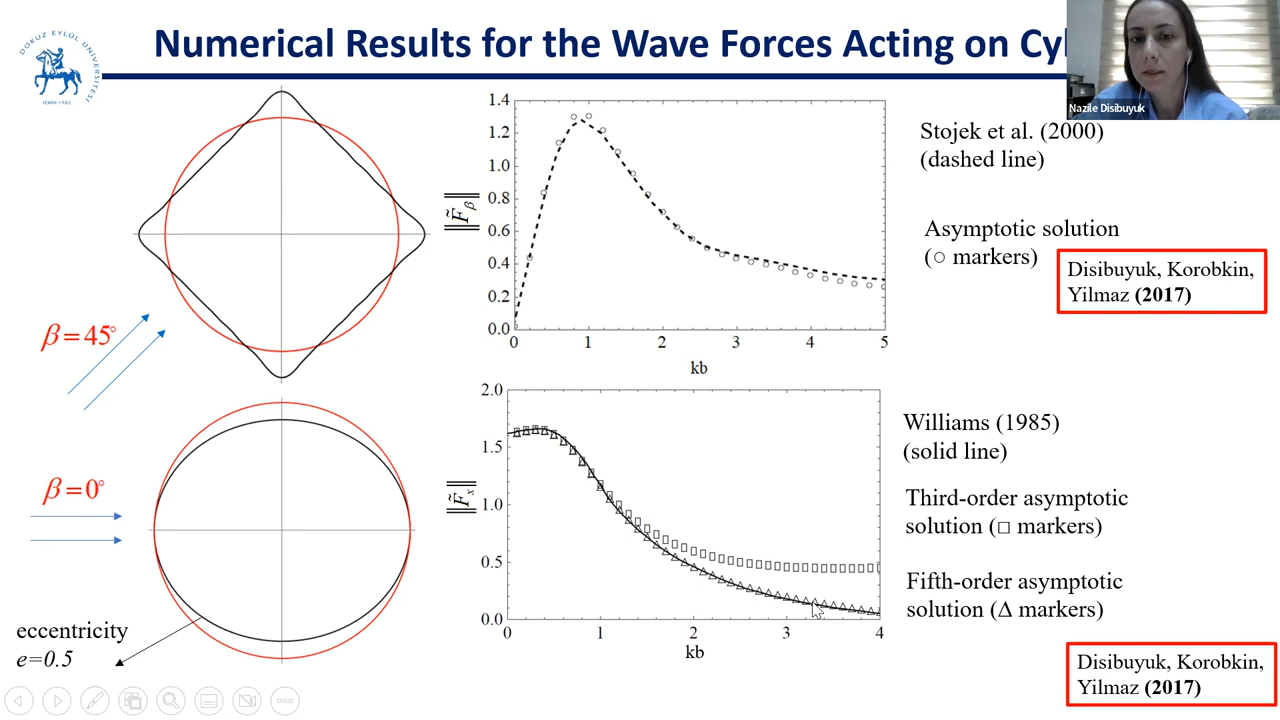 DOKUZ EYLÜL ÜNİVERSİTESİ
İZMİR-1982
Numerical Results for the Wave Forces Acting on Cyl
Nazile Disibuyuk
β = 45°
β = 0°
eccentricity
e=0.5
1.4
1.2
1.0
0.8
0.6
0.4
0.2
0.0
‖F̃β‖
0 1 2 3 4 5
kb
Stojek et al. (2000)
(dashed line)
Asymptotic solution
(○ markers)
Disibuyuk, Korobkin,
Yilmaz (2017)
2.0
1.5
1.0
0.5
0.0
‖F̃x‖
0 1 2 3 4
kb
Williams (1985)
(solid line)
Third-order asymptotic
solution (□ markers)
Fifth-order asymptotic
solution (Δ markers)
Disibuyuk, Korobkin,
Yilmaz (2017)